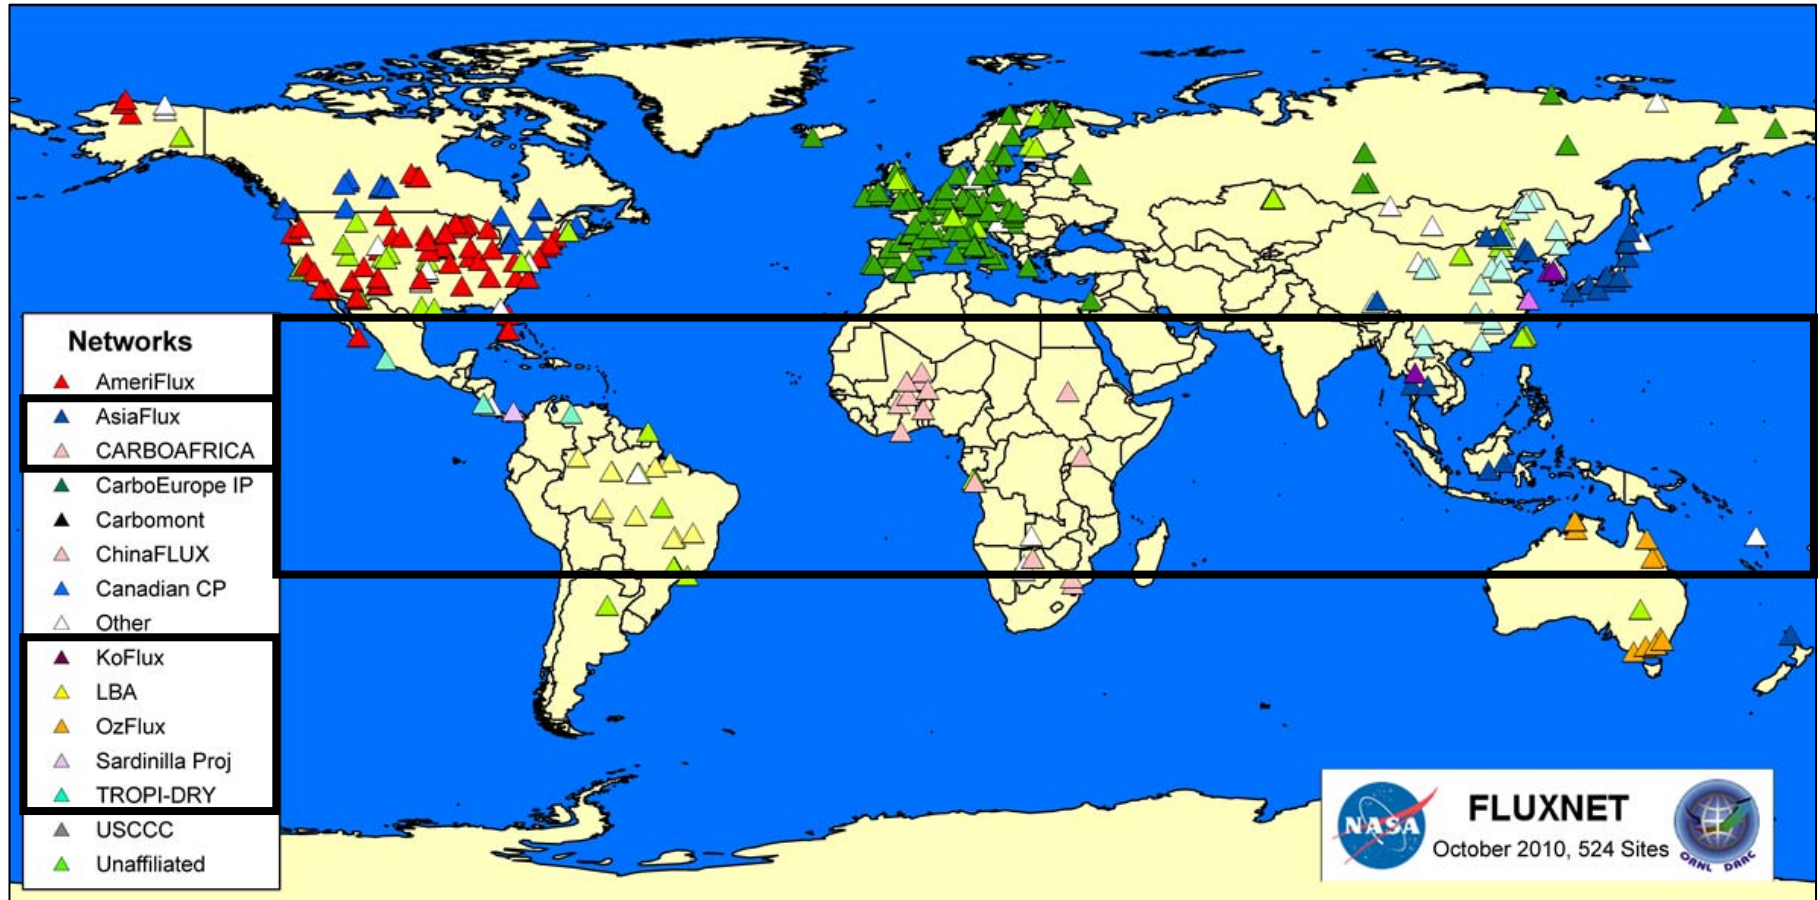 Networks
AmeriFlux
AsiaFlux
CARBOAFRICA
CarboEurope IP
Carbomont
ChinaFLUX
Canadian CP
Other
KoFlux
LBA
OzFlux
Sardinilla Proj
TROPI-DRY
USCCC
Unaffiliated
NASA
FLUXNET
October 2010, 524 Sites
ORNL DAAC